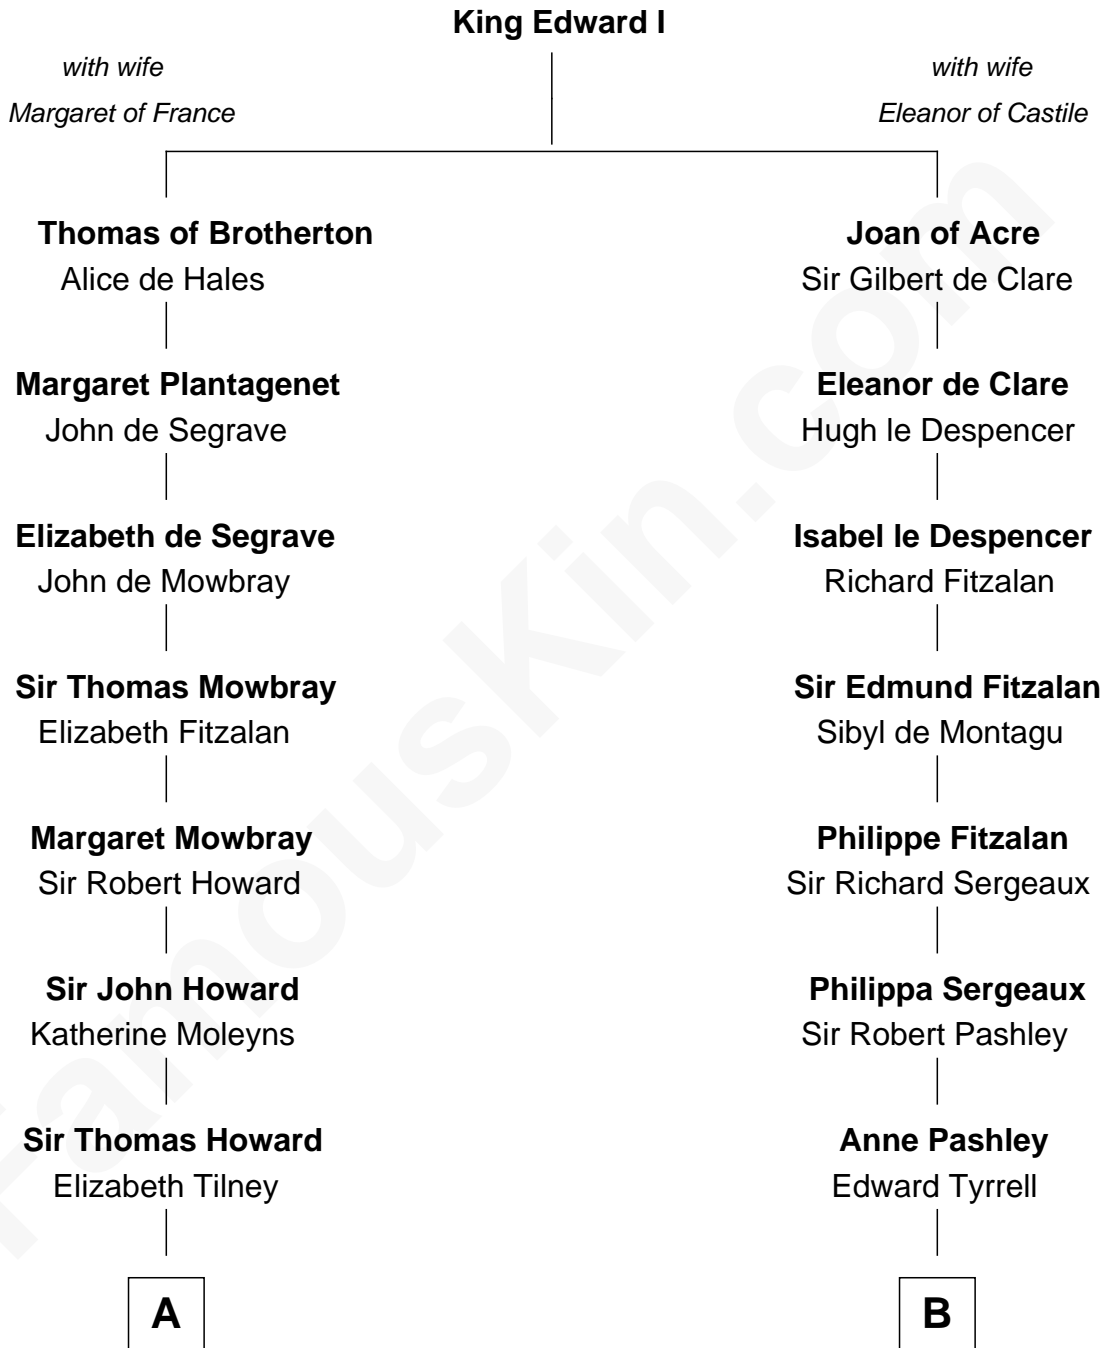 King Edward I
with wife
Margaret of France
with wife
Eleanor of Castile
Thomas of Brotherton
Alice de Hales
Joan of Acre
Sir Gilbert de Clare
Margaret Plantagenet
John de Segrave
Eleanor de Clare
Hugh le Despencer
Elizabeth de Segrave
John de Mowbray
Isabel le Despencer
Richard Fitzalan
Sir Thomas Mowbray
Elizabeth Fitzalan
Sir Edmund Fitzalan
Sibyl de Montagu
Margaret Mowbray
Sir Robert Howard
Philippe Fitzalan
Sir Richard Sergeaux
Sir John Howard
Katherine Moleyns
Philippa Sergeaux
Sir Robert Pashley
Sir Thomas Howard
Elizabeth Tilney
Anne Pashley
Edward Tyrrell
A
B
FamousKin.com